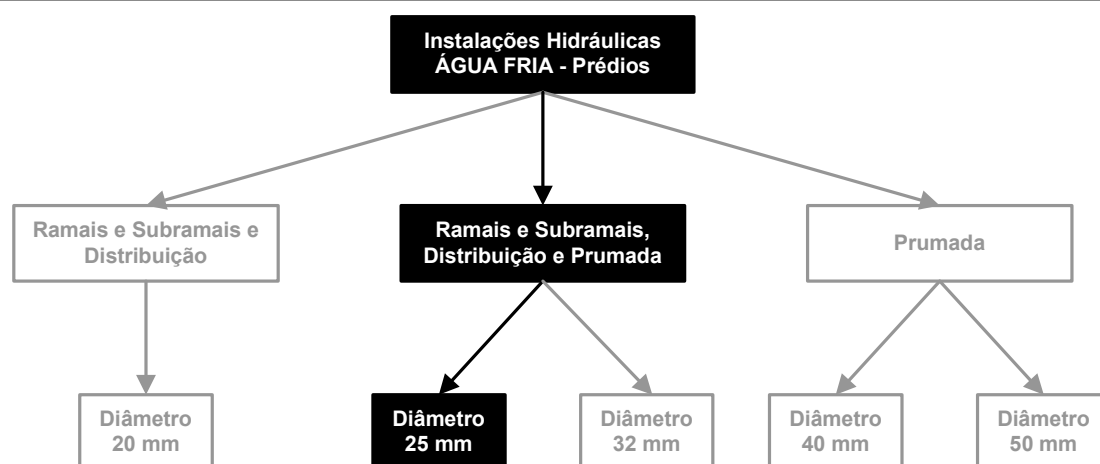 Instalações Hidráulicas
ÁGUA FRIA - Prédios
Ramais e Subramais e
Distribuição
Ramais e Subramais,
Distribuição e Prumada
Prumada
Diâmetro
20 mm
Diâmetro
25 mm
Diâmetro
32 mm
Diâmetro
40 mm
Diâmetro
50 mm